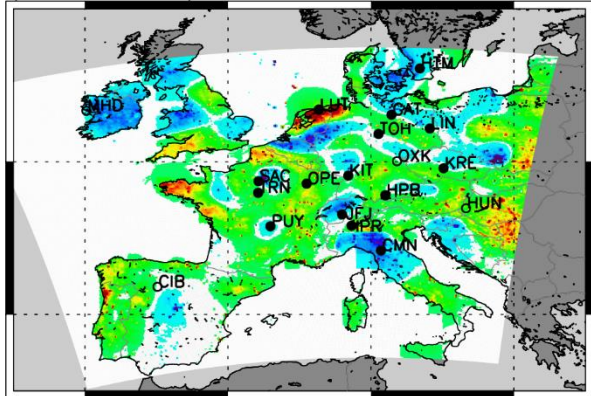 HTM
MHD
LUT
GAT
LIN
TOH
OXK
SAC
TRN
OPE
KIT
KRE
HPB
HUN
JFJ
PUY
IPR
CMN
CIB